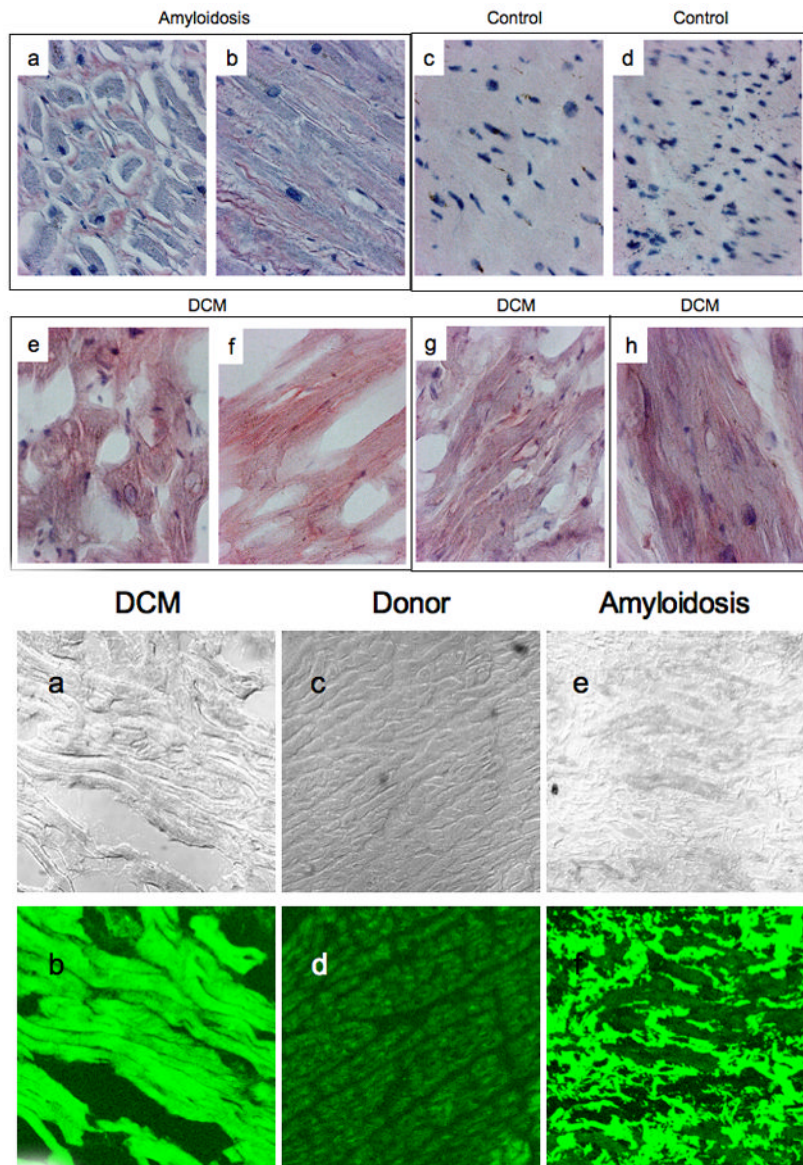 Amyloidosis Control Control
a b c d
DCM DCM DCM
e f g h
DCM Donor Amyloidosis
a c e
b d f